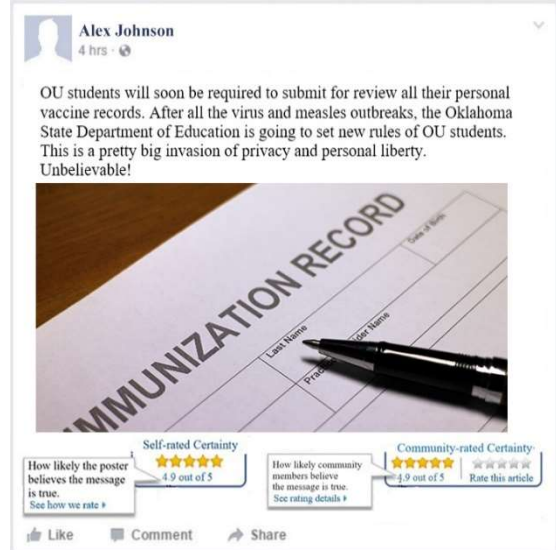 Alex Johnson
4 hrs
OU students will soon be required to submit for review all their personal
vaccine records. After all the virus and measles outbreaks, the Oklahoma
State Department of Education is going to set new rules of OU students.
This is a pretty big invasion of privacy and personal liberty.
Unbelievable!
IMMUNIZATION RECORD
Date of Birth
Last Name
der Name
Prac
Self-rated Certainty
4.9 out of 5
How likely the poster
believes the message
is true.
See how we rate
Community-rated Certainty
4.9 out of 5
Rate this article
How likely community
members believe
the message is true.
See rating details
Like
Comment
Share